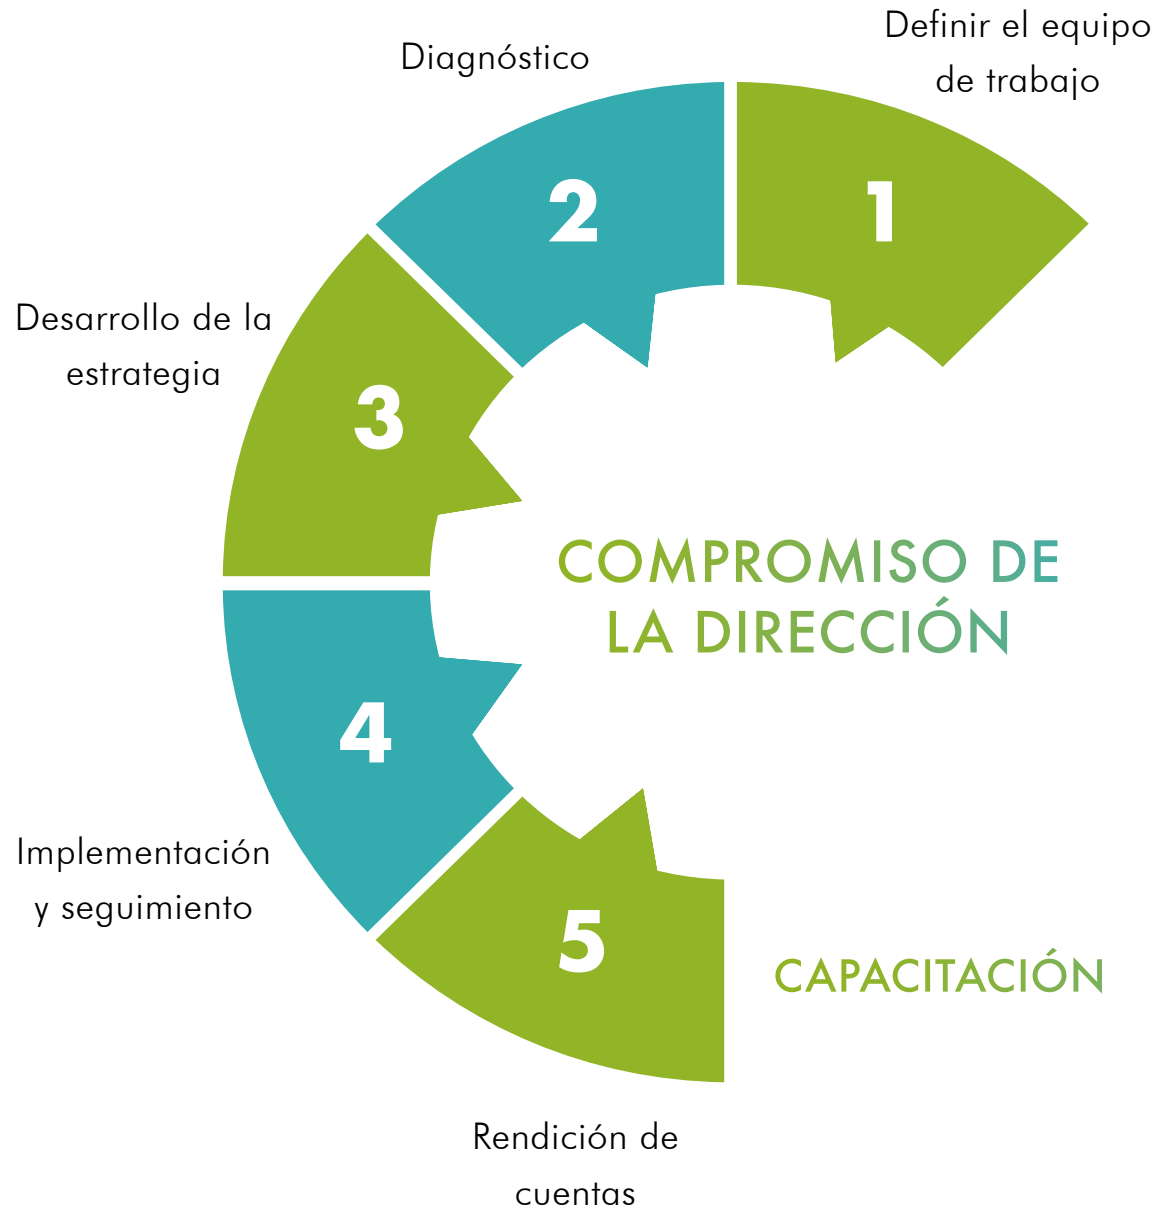 Definir el equipo
de trabajo
1
Diagnóstico
2
Desarrollo de la
estrategia
3
COMPROMISO DE
LA DIRECCIÓN
4
Implementación
y seguimiento
5
CAPACITACIÓN
Rendición de
cuentas